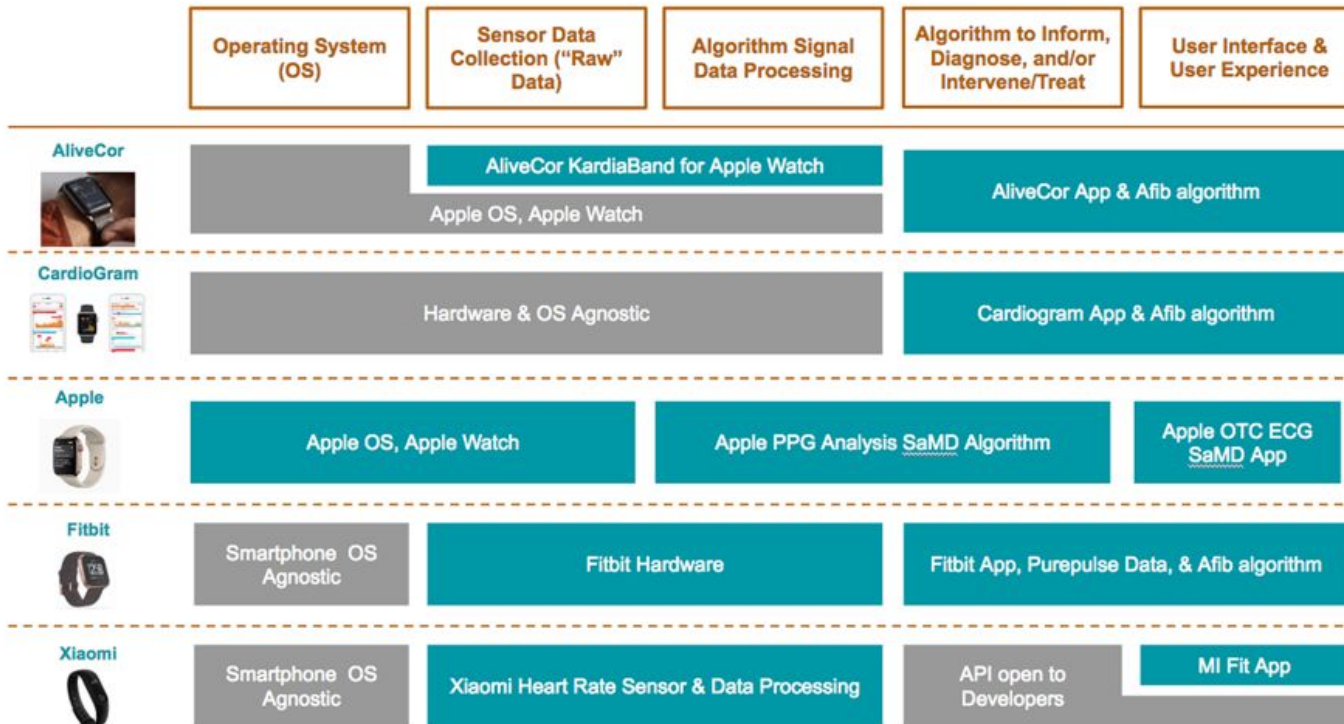 Operating System
(OS)
Sensor Data
Collection (“Raw”
Data)
Algorithm Signal
Data Processing
Algorithm to Inform,
Diagnose, and/or
Intervene/Treat
User Interface &
User Experience
AliveCor
AliveCor KardiaBand for Apple Watch
Apple OS, Apple Watch
AliveCor App & Afib algorithm
CardioGram
Hardware & OS Agnostic
Cardiogram App & Afib algorithm
Apple
Apple OS, Apple Watch
Apple PPG Analysis SaMD Algorithm
Apple OTC ECG
SaMD App
Fitbit
Smartphone OS
Agnostic
Fitbit Hardware
Fitbit App, Purepulse Data, & Afib algorithm
Xiaomi
Smartphone OS
Agnostic
Xiaomi Heart Rate Sensor & Data Processing
API open to
Developers
MI Fit App